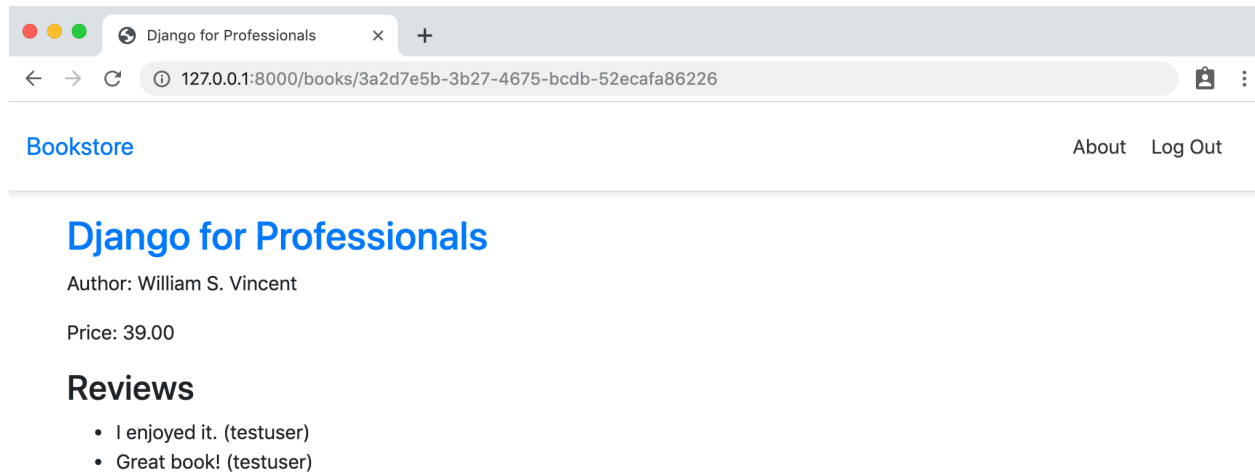 Django for Professionals
127.0.0.1:8000/books/3a2d7e5b-3b27-4675-bcdb-52ecafa86226
Bookstore About Log Out
Django for Professionals
Author: William S. Vincent
Price: 39.00
Reviews
• I enjoyed it. (testuser)
• Great book! (testuser)